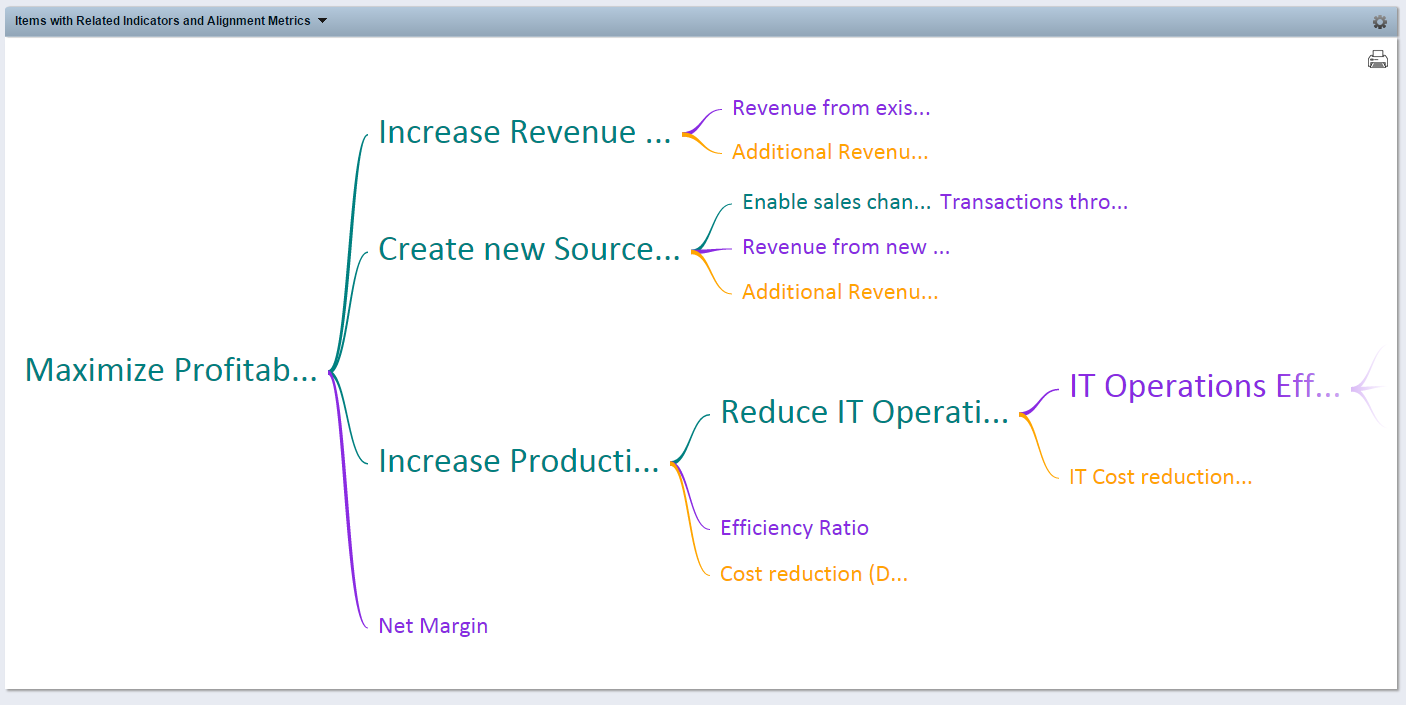 Items with Related Indicators and Alignment Metrics
Increase Revenue ...
Revenue from exis...
Additional Revenu...
Create new Source...
Enable sales chan... Transactions thro...
Revenue from new ...
Additional Revenu...
Maximize Profitab...
Increase Producti...
Reduce IT Operati...
IT Operations Eff...
IT Cost reduction...
Efficiency Ratio
Cost reduction (D...
Net Margin